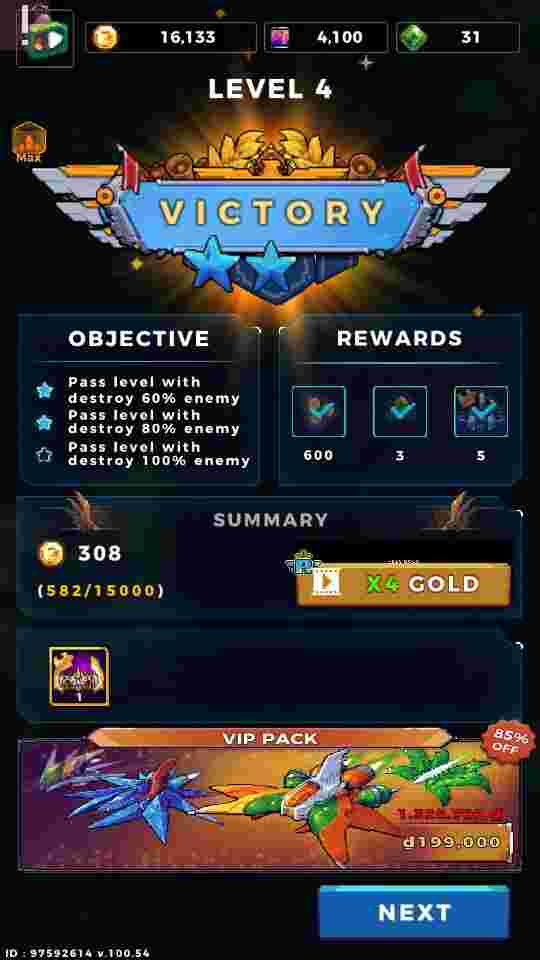 16,133
4,100
31
LEVEL 4
Max
VICTORY
OBJECTIVE
Pass level with
destroy 60% enemy
Pass level with
destroy 80% enemy
Pass level with
destroy 100% enemy
REWARDS
600
3
5
SUMMARY
308
(582/15000)
X4 GOLD
1
VIP PACK
85%
OFF
đ199,000
NEXT
ID : 97592614 v.100.54